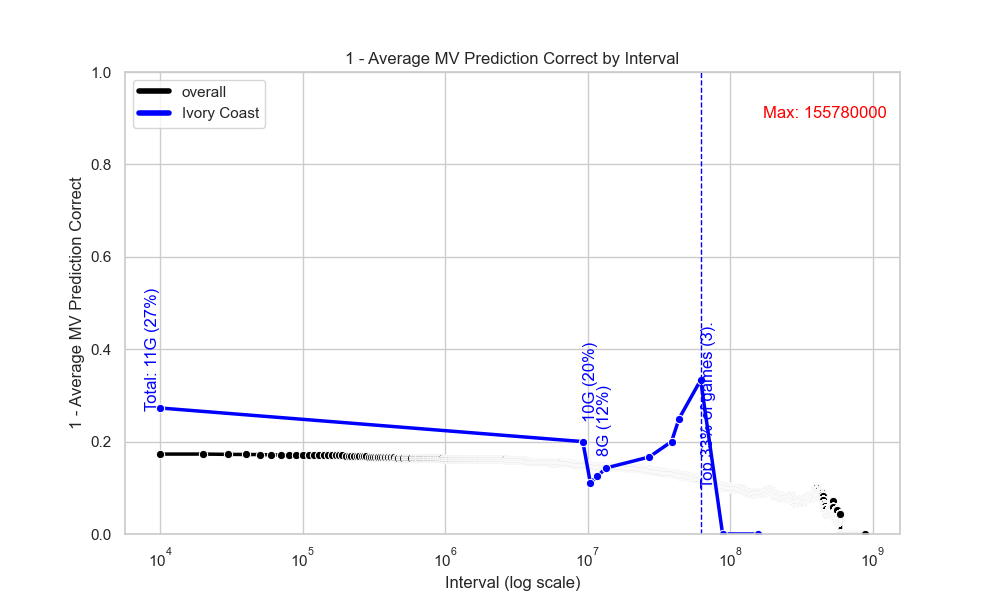 1 - Average MV Prediction Correct by Interval
1.0
0.8
0.6
0.4
0.2
0.0
1 - Average MV Prediction Correct
overall
Ivory Coast
Max: 155780000
Total: 11G (27%)
10G (20%)
8G (12%)
Top 33% of games (3).
10^4
10^5
10^6
10^7
10^8
10^9
Interval (log scale)